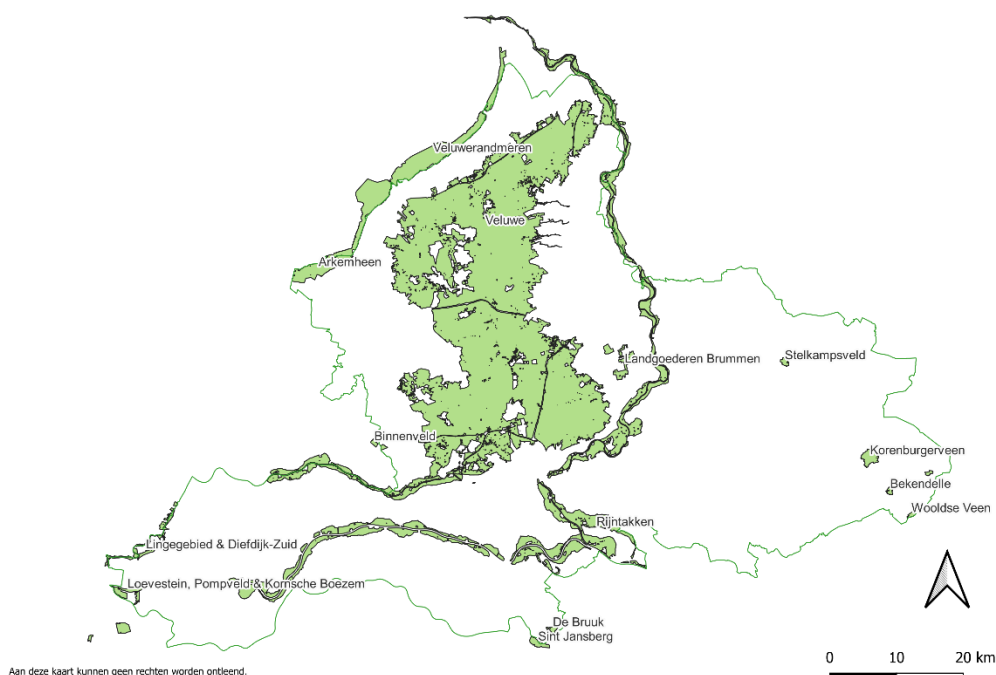 Veluwerandmeren
Veluwe
Arkemheen
Landgoederen Brummen
Stelkampsveld
Binnenveld
Korenburgerveen
Bekendelle
Wooldse Veen
Rijntakken
Lingegebied & Diefdijk-Zuid
Loevestein, Pompveld & Kornsche Boezem
De Bruuk
Sint Jansberg
0 10 20 km
Aan deze kaart kunnen geen rechten worden ontleend.